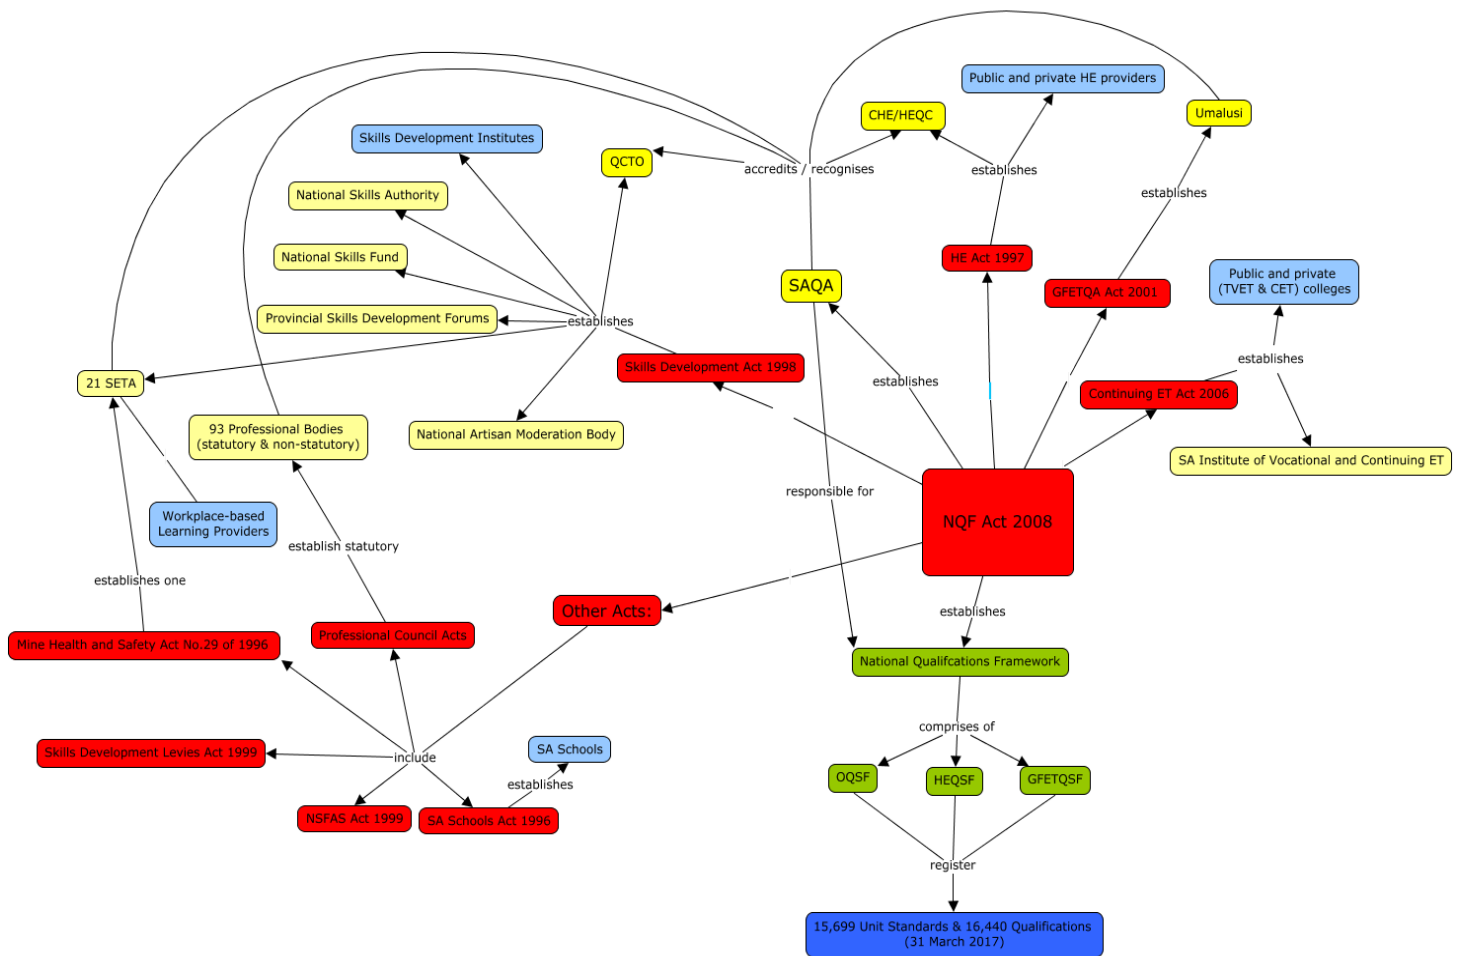 Public and private HE providers
CHE/HEQC
Umalusi
Skills Development Institutes
QCTO
accredits / recognises
establishes
National Skills Authority
establishes
National Skills Fund
HE Act 1997
SAQA
GFETQA Act 2001
Public and private
(TVET & CET) colleges
Provincial Skills Development Forums
establishes
Skills Development Act 1998
establishes
establishes
21 SETA
Continuing ET Act 2006
93 Professional Bodies
(statutory & non-statutory)
National Artisan Moderation Body
SA Institute of Vocational and Continuing ET
responsible for
NQF Act 2008
Workplace-based
Learning Providers
establish statutory
establishes one
Other Acts:
establishes
Mine Health and Safety Act No.29 of 1996
Professional Council Acts
National Qualifcations Framework
comprises of
Skills Development Levies Act 1999
include
SA Schools
establishes
OQSF
HEQSF
GFETQSF
NSFAS Act 1999
SA Schools Act 1996
register
15,699 Unit Standards & 16,440 Qualifications
(31 March 2017)